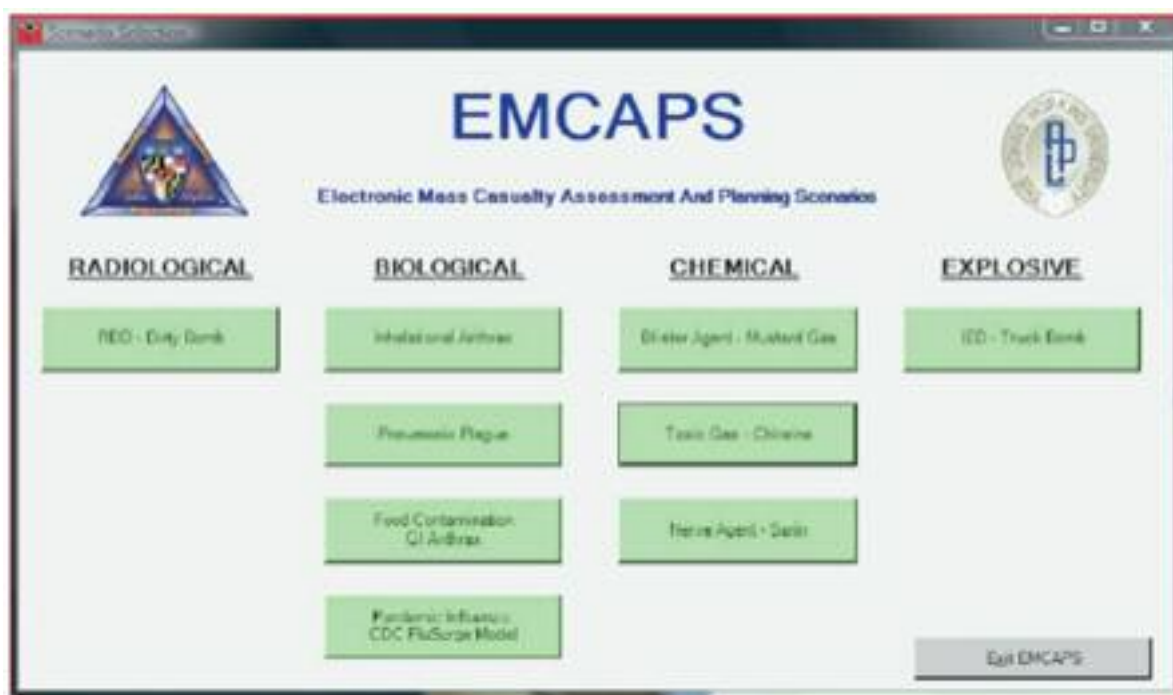 Scenario Selection
EMCAPS
Electronic Mass Casualty Assessment And Planning Scenarios
RADIOLOGICAL
BIOLOGICAL
CHEMICAL
EXPLOSIVE
RDD - Dirty Bomb
Inhalational Anthrax
Blister Agent - Mustard Gas
IED - Truck Bomb
Pneumonic Plague
Toxic Gas - Chlorine
Food Contamination
GI Anthrax
Nerve Agent - Sarin
Pandemic Influenza
CDC FluSurge Model
Exit EMCAPS